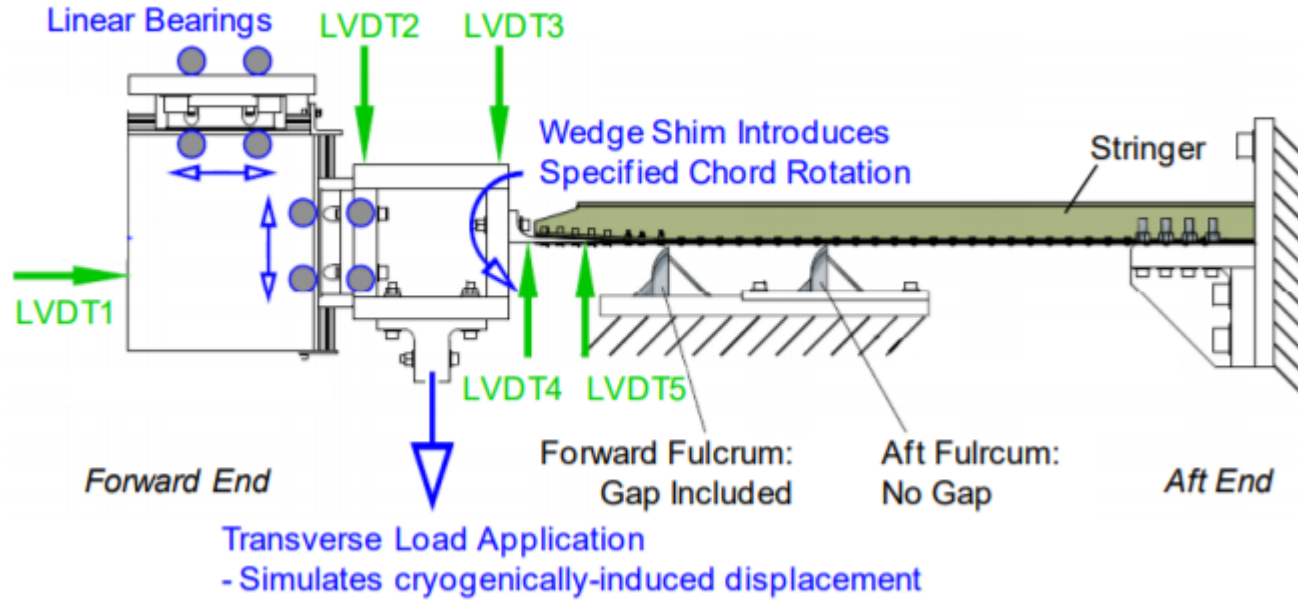 Linear Bearings
LVDT2
LVDT3
Wedge Shim Introduces
Specified Chord Rotation
Stringer
LVDT1
LVDT4
LVDT5
Forward Fulcrum:
Gap Included
Aft Fulrcum:
No Gap
Forward End
Aft End
Transverse Load Application
- Simulates cryogenically-induced displacement